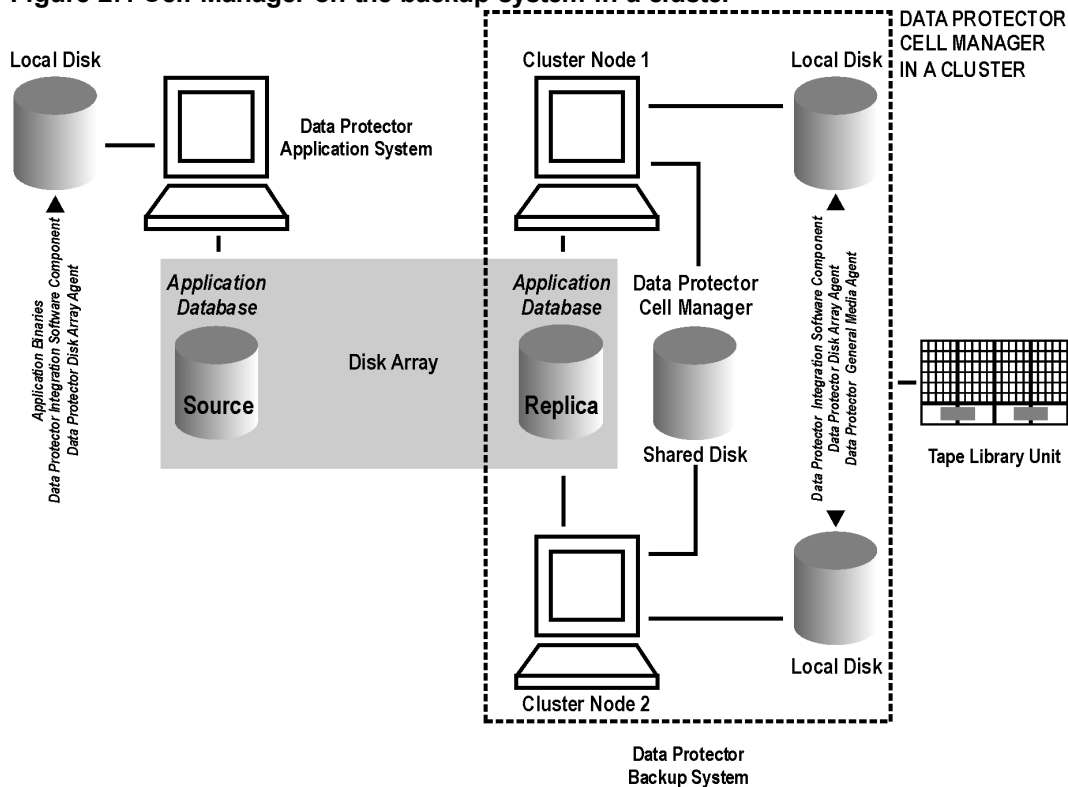 Figure Cell Manager on the backup system in a cluster
DATA PROTECTOR
CELL MANAGER
IN A CLUSTER
Local Disk
Cluster Node 1
Local Disk
Data Protector
Application System
Application Binaries
Data Protector Integration Software Component
Data Protector Disk Array Agent
Application
Database
Source
Disk Array
Application
Database
Replica
Data Protector
Cell Manager
Shared Disk
Data Protector Integration Software Component
Data Protector Disk Array Agent
Data Protector General Media Agent
Tape Library Unit
Cluster Node 2
Local Disk
Data Protector
Backup System